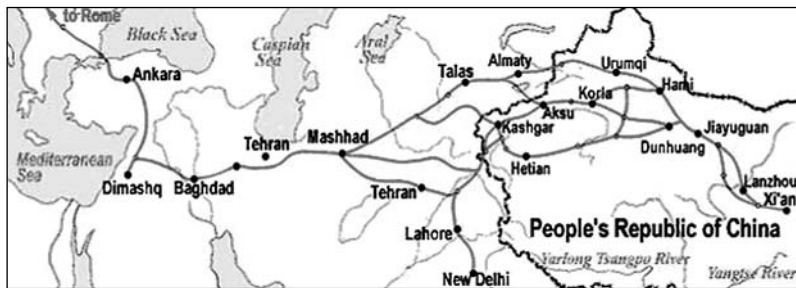 to Rome
Black Sea
Caspian
Sea
Aral
Sea
Ankara
Talas
Almaty
Urumqi
Hami
Korla
Aksu
Kashgar
Jiayuguan
Dunhuang
Tehran
Mashhad
Mediterranean
Sea
Dimashq
Baghdad
Hetian
Tehran
Lanzhou
Xi'an
Lahore
People's Republic of China
New Delhi
Yarlong Tsangpo River
Yangtse River